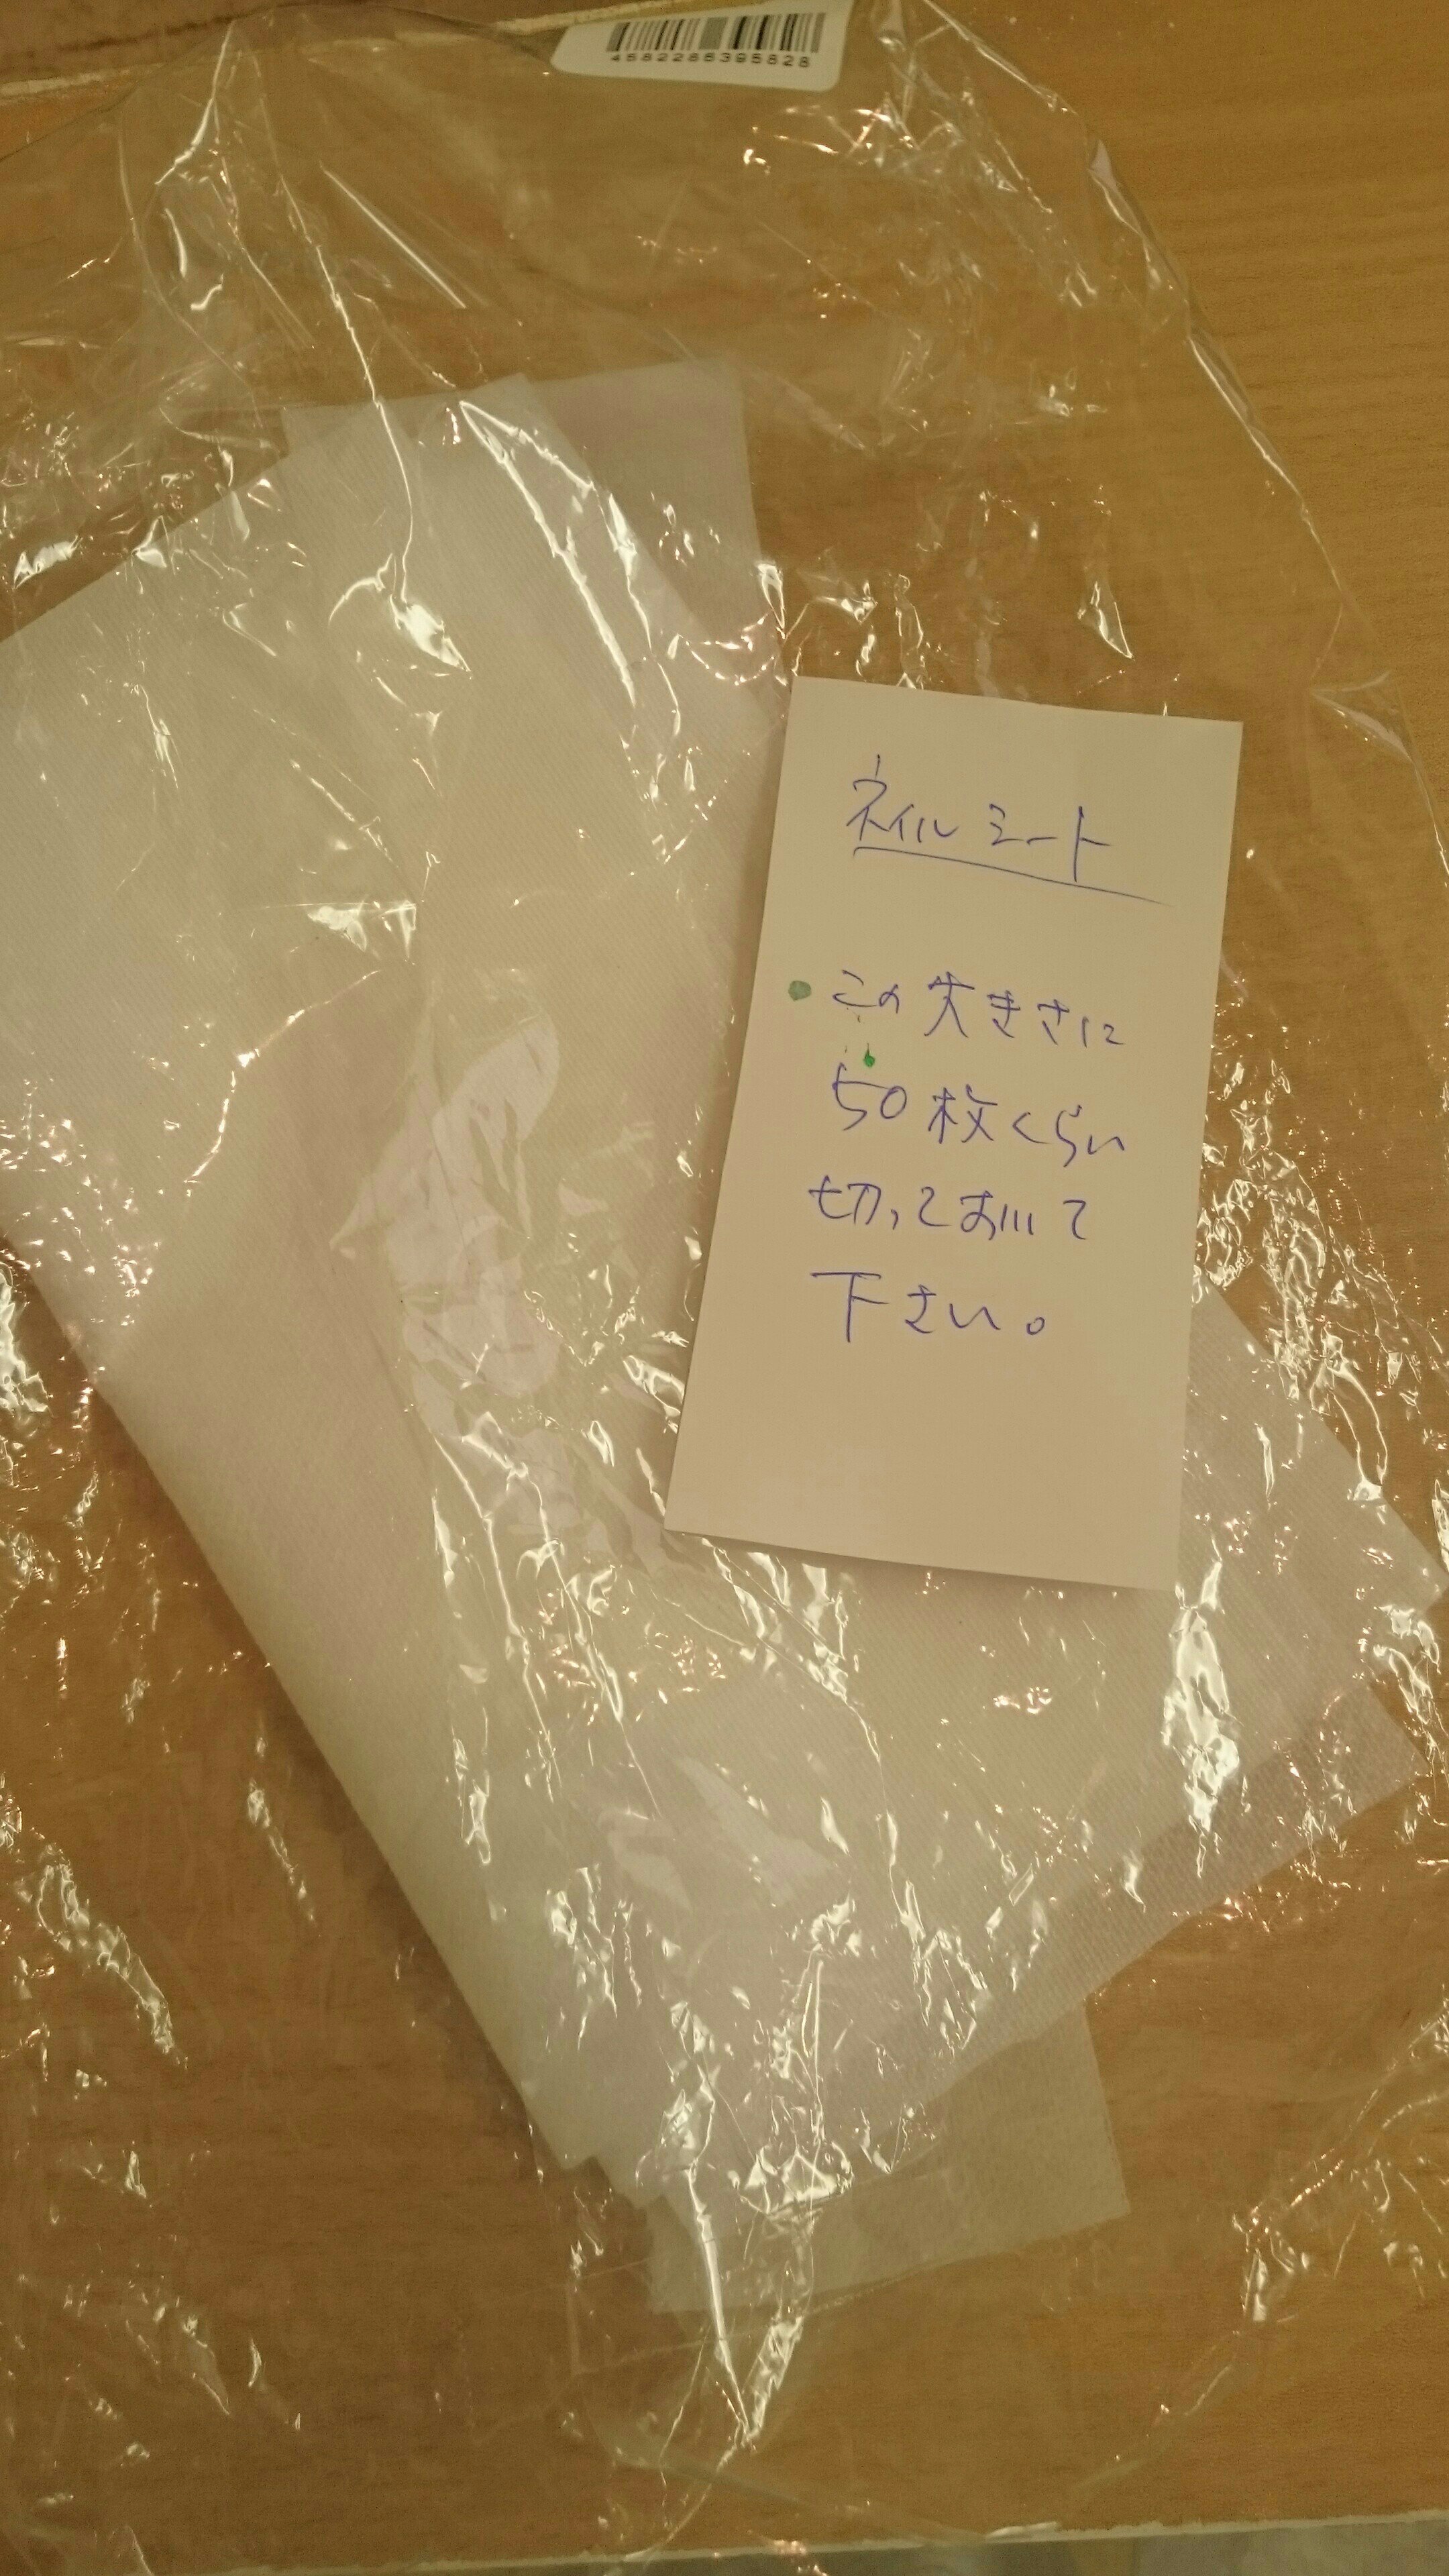 4582286395828
ネイルシート
• この大きさに
50枚くらい
切っておいて
下さい。